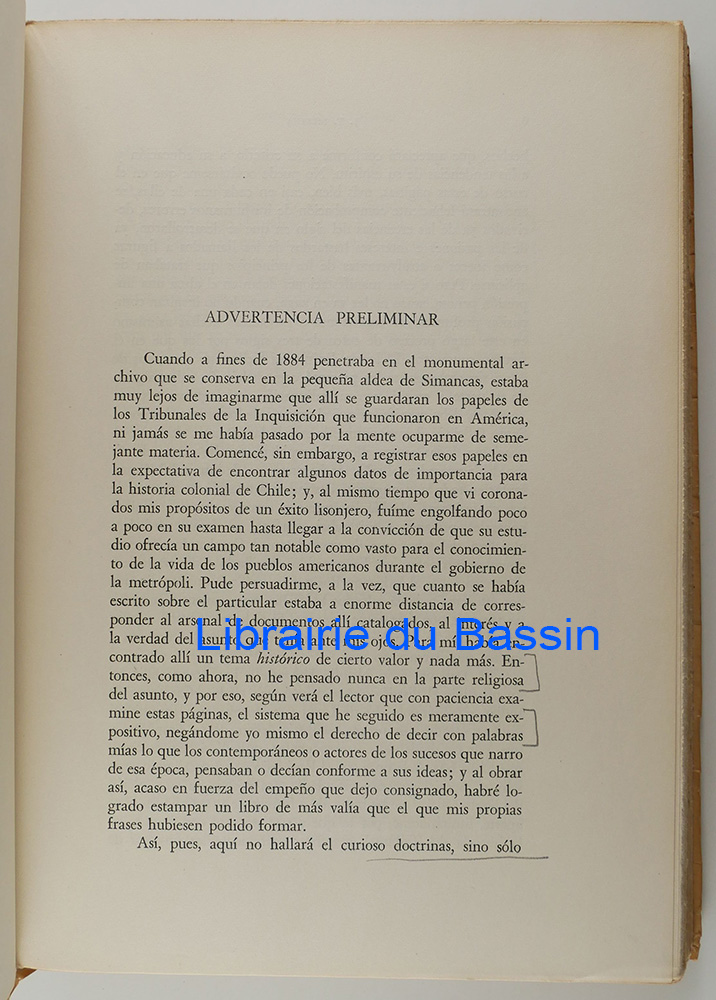 ADVERTENCIA PRELIMINAR
Cuando a fines de 1884 penetraba en el monumental ar-
chivo que se conserva en la pequeña aldea de Simancas, estaba
muy lejos de imaginarme que allí se guardaran los papeles de
los Tribunales de la Inquisición que funcionaron en América,
ni jamás se me había pasado por la mente ocuparme de seme-
jante materia. Comencé, sin embargo, a registrar esos papeles en
la expectativa de encontrar algunos datos de importancia para
la historia colonial de Chile; y, al mismo tiempo que vi corona-
dos mis propósitos de un éxito lisonjero, fuíme engolfando poco
a poco en su examen hasta llegar a la convicción de que su estu-
dio ofrecía un campo tan notable como vasto para el conocimien-
to de la vida de los pueblos americanos durante el gobierno de
la metrópoli. Pude persuadirme, a la vez, que cuanto se había
escrito sobre el particular estaba a enorme distancia de corres-
ponder al arsenal de documentos allí catalogados, al interés y a
la verdad del asunto que tenía ante mis ojos. Para mí, había en-
Librairie du Bassin
contrado allí un tema histórico de cierto valor y nada más. En-
tonces, como ahora, no he pensado nunca en la parte religiosa
del asunto, y por eso, según verá el lector que con paciencia exa-
mine estas páginas, el sistema que he seguido es meramente ex-
positivo, negándome yo mismo el derecho de decir con palabras
mías lo que los contemporáneos o actores de los sucesos que narro
de esa época, pensaban o decían conforme a sus ideas; y al obrar
así, acaso en fuerza del empeño que dejo consignado, habré lo-
grado estampar un libro de más valía que el que mis propias
frases hubiesen podido formar.
Así, pues, aquí no hallará el curioso doctrinas, sino sólo